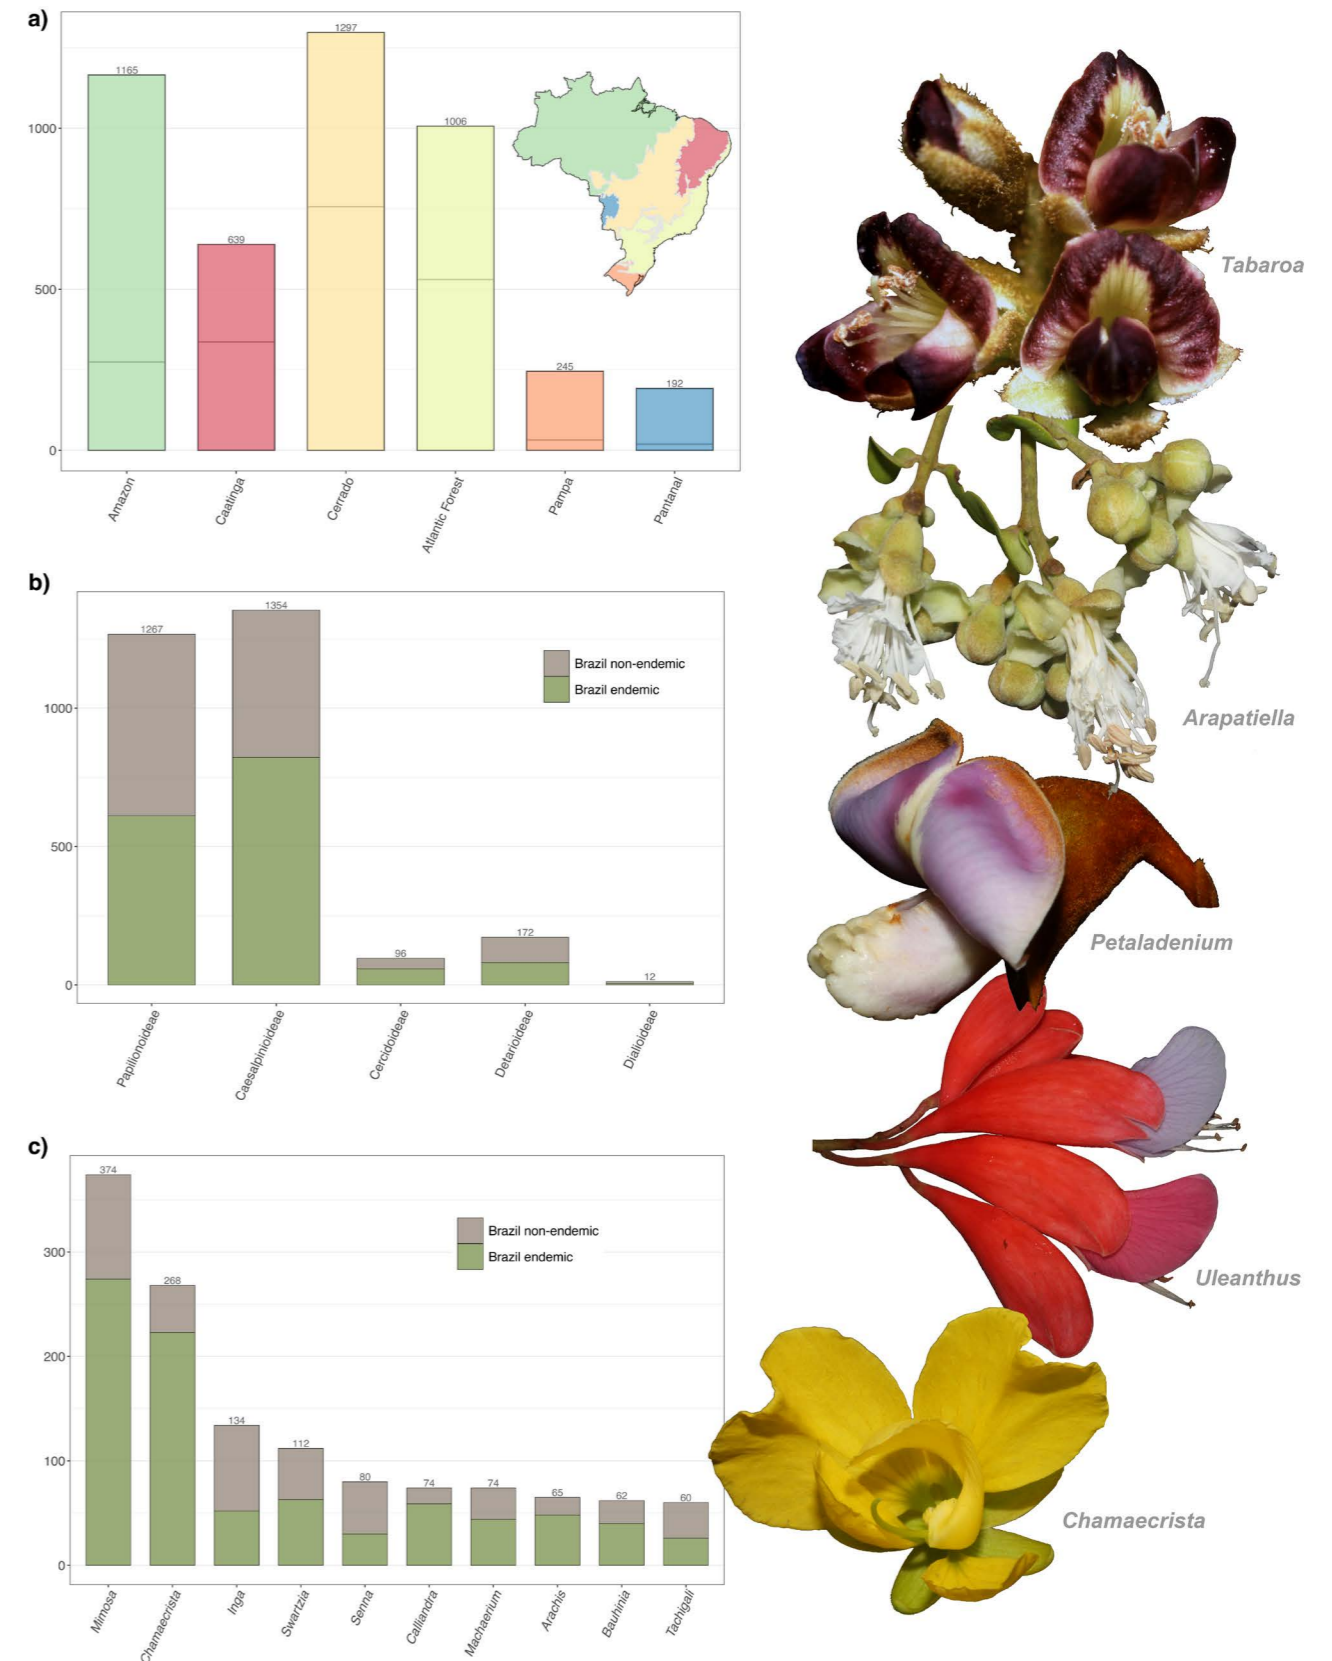 a)
1165
639
1297
1006
245
192
1000
500
0
Amazon
Caatinga
Cerrado
Atlantic Forest
Pampa
Pantanal
b)
1267
1354
96
172
12
Brazil non-endemic
Brazil endemic
1000
500
0
Papilionoideae
Caesalpinioideae
Cercidoideae
Detarioideae
Dialioideae
c)
374
268
134
112
80
74
74
65
62
60
Brazil non-endemic
Brazil endemic
300
200
100
0
Mimosa
Chamaecrista
Inga
Swartzia
Senna
Calliandra
Machaerium
Arachis
Bauhinia
Tachigali
Tabaroa
Arapatiella
Petaladenium
Uleanthus
Chamaecrista